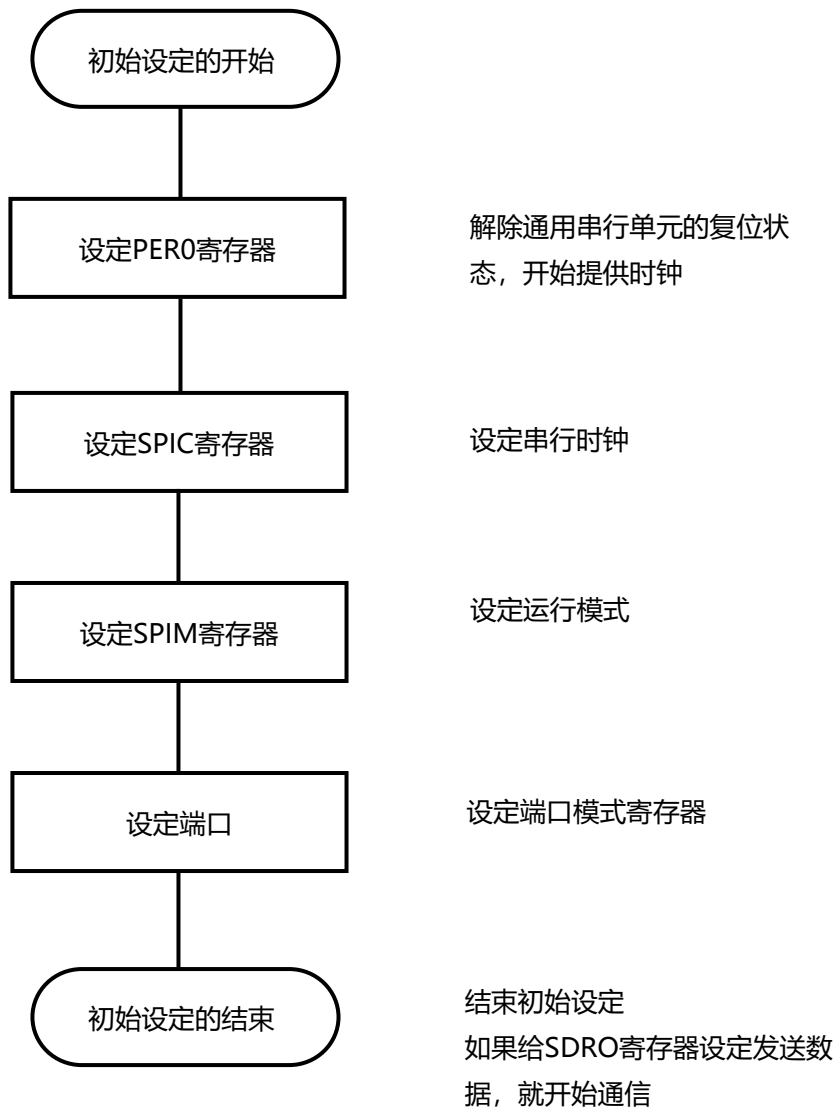 初始设定的开始
设定PER0寄存器
解除通用串行单元的复位状
态，开始提供时钟
设定SPIC寄存器
设定串行时钟
设定SPIM寄存器
设定运行模式
设定端口
设定端口模式寄存器
初始设定的结束
结束初始设定
如果给SDRO寄存器设定发送数
据，就开始通信